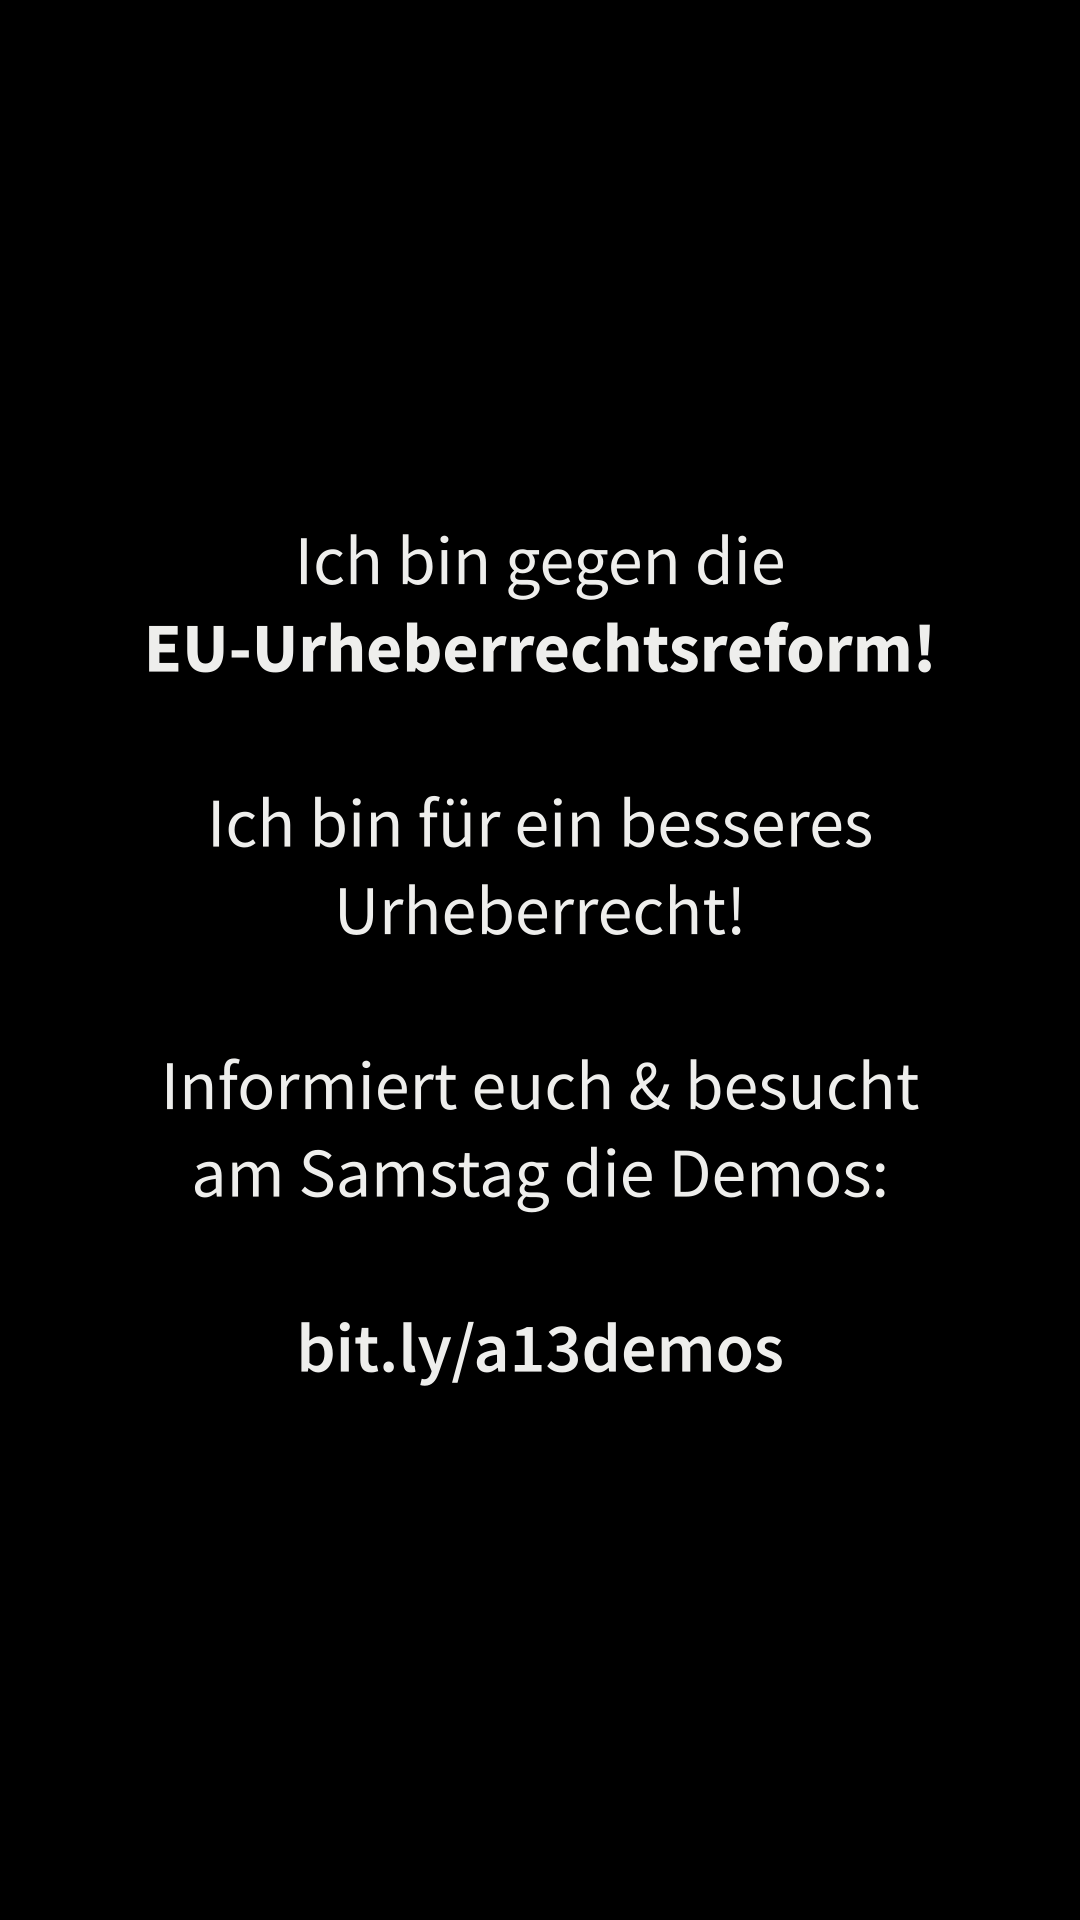 Ich bin gegen die
EU-Urheberrechtsreform!
Ich bin für ein besseres
Urheberrecht!
Informiert euch & besucht
am Samstag die Demos:
bit.ly/a13demos